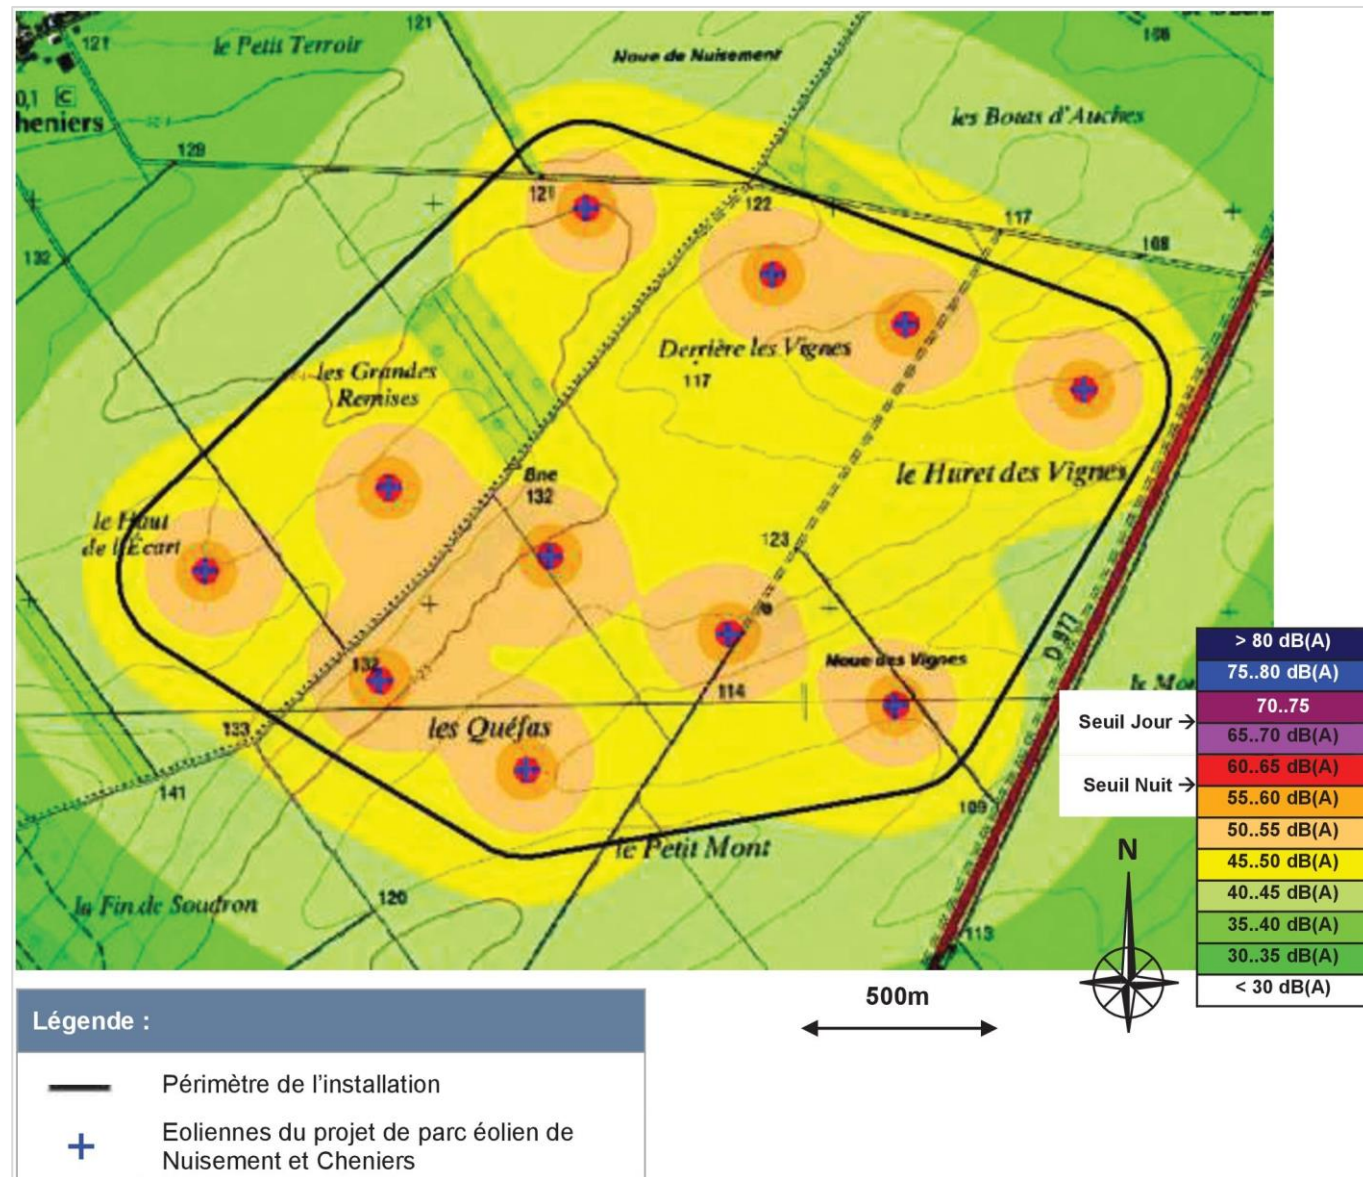 121
le Petit Terroir
121
Noue de Nuisement
108
0,1 C
heniers
les Bouts d'Auches
129
121
122
117
108
132
Derrière les Vignes
117
les Grandes
Remises
le Huret des Vignes
Bne
132
le Haut
de l'Écart
123
132
Noue des Vignes
114
D 977
le Mon
133
les Quéfas
141
109
le Petit Mont
120
la Fin de Soudron
113
> 80 dB(A)
75..80 dB(A)
70..75
Seuil Jour →
65..70 dB(A)
60..65 dB(A)
Seuil Nuit →
55..60 dB(A)
50..55 dB(A)
45..50 dB(A)
40..45 dB(A)
35..40 dB(A)
30..35 dB(A)
< 30 dB(A)
N
500m
Légende :
Périmètre de l'installation
Eoliennes du projet de parc éolien de
Nuisement et Cheniers